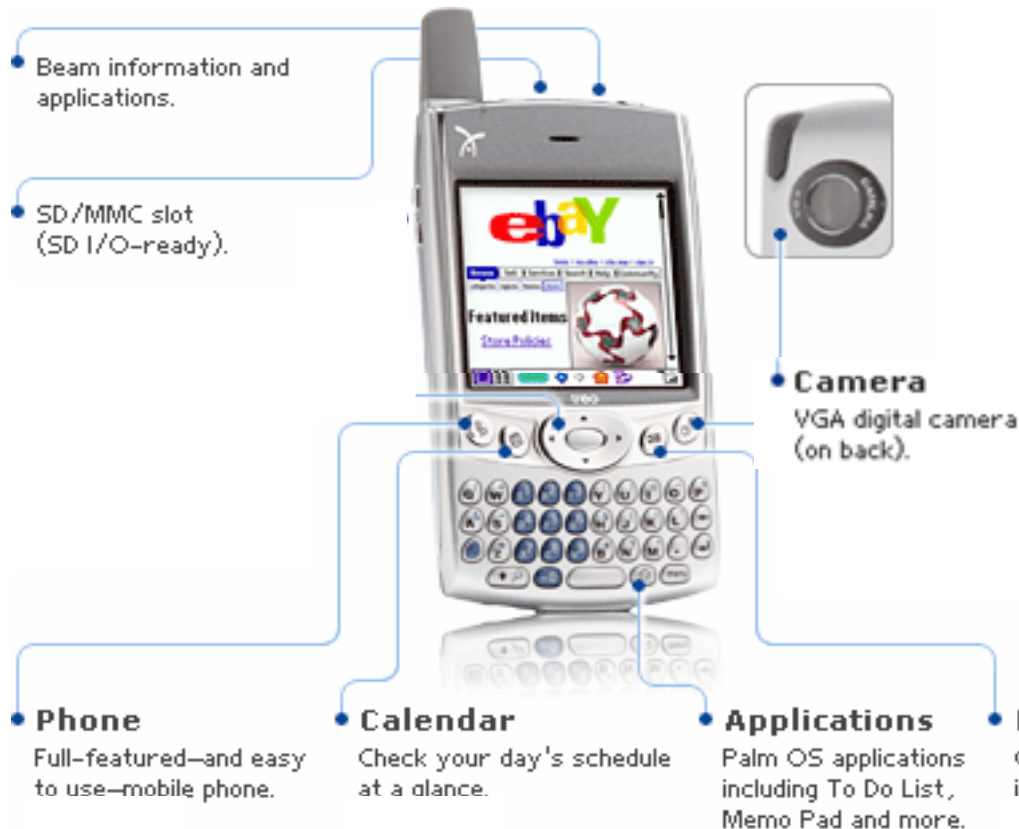 Beam information and
applications.
SD/MMC slot
(SD I/O-ready).
ebaY
Featured Items
Store Policies
Camera
VGA digital camera
(on back).
Phone
Full-featured—and easy
to use—mobile phone.
Calendar
Check your day's schedule
at a glance.
Applications
Palm OS applications
including To Do List,
Memo Pad and more.